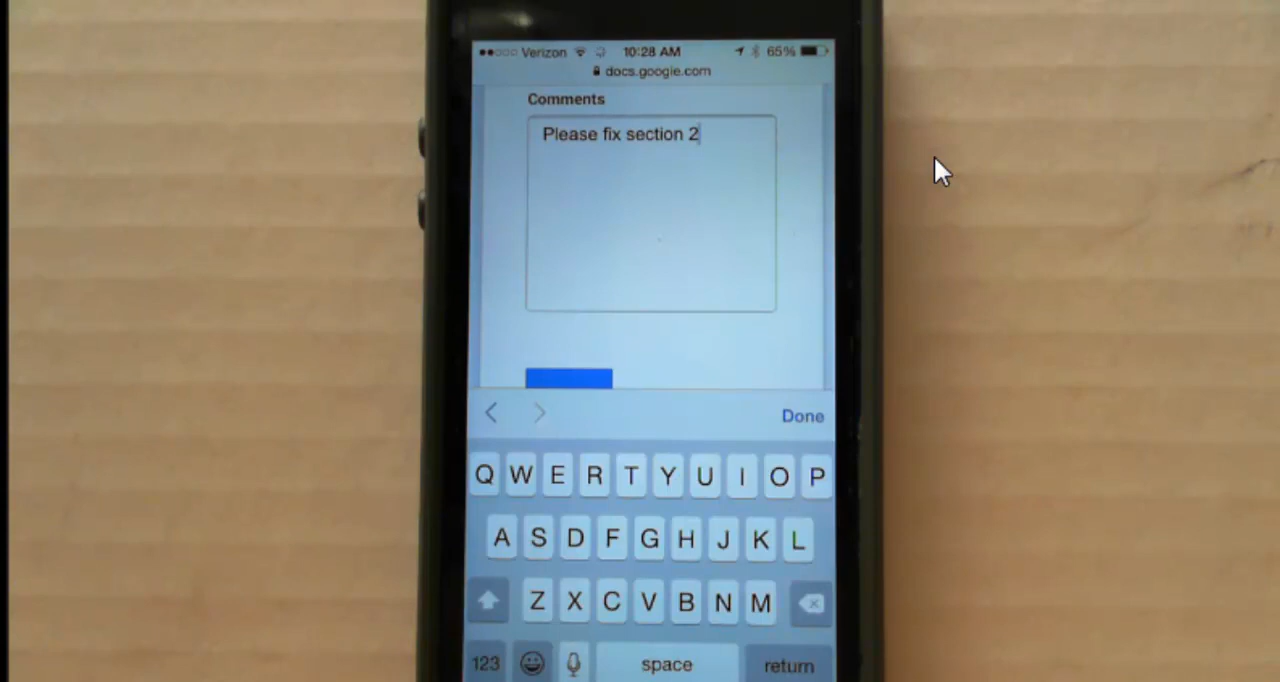 Verizon 10:28 AM 65%
docs.google.com
Comments
Please fix section 2
Done
Q W E R T Y U I O P
A S D F G H J K L
Z X C V B N M
123 space return